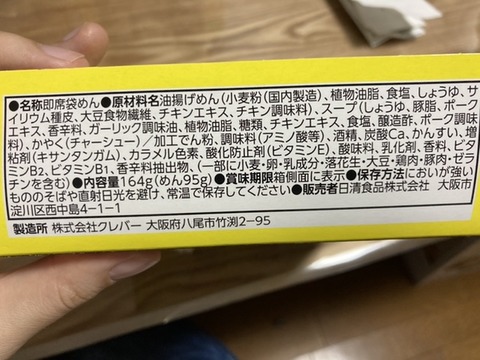 ●名称即席袋めん●原材料名油揚げめん(小麦粉(国内製造)、植物油脂、食塩、しょうゆ、サ
イリウム種皮、大豆食物繊維、チキンエキス、チキン調味料)、スープ(しょうゆ、豚脂、ポーク
エキス、香辛料、ガーリック調味油、植物油脂、糖類、チキンエキス、食塩、醸造酢、ポーク調味
料)、かやく(チャーシュー)/加工でん粉、調味料(アミノ酸等)、酒精、炭酸Ca、かんすい、増
粘剤(キサンタンガム)、カラメル色素、酸化防止剤(ビタミンE)、酸味料、乳化剤、香料、ビタ
ミンB2、ビタミンB1、香辛料抽出物、(一部に小麦・卵・乳成分・落花生・大豆・鶏肉・豚肉・ゼラ
チンを含む)●内容量164g(めん95g)●賞味期限箱側面に表示●保存方法においが強い
もののそばや直射日光を避け、常温で保存してください●販売者日清食品株式会社 大阪市
淀川区西中島4-1-1
製造所 株式会社クレバー 大阪府八尾市竹渕2-95